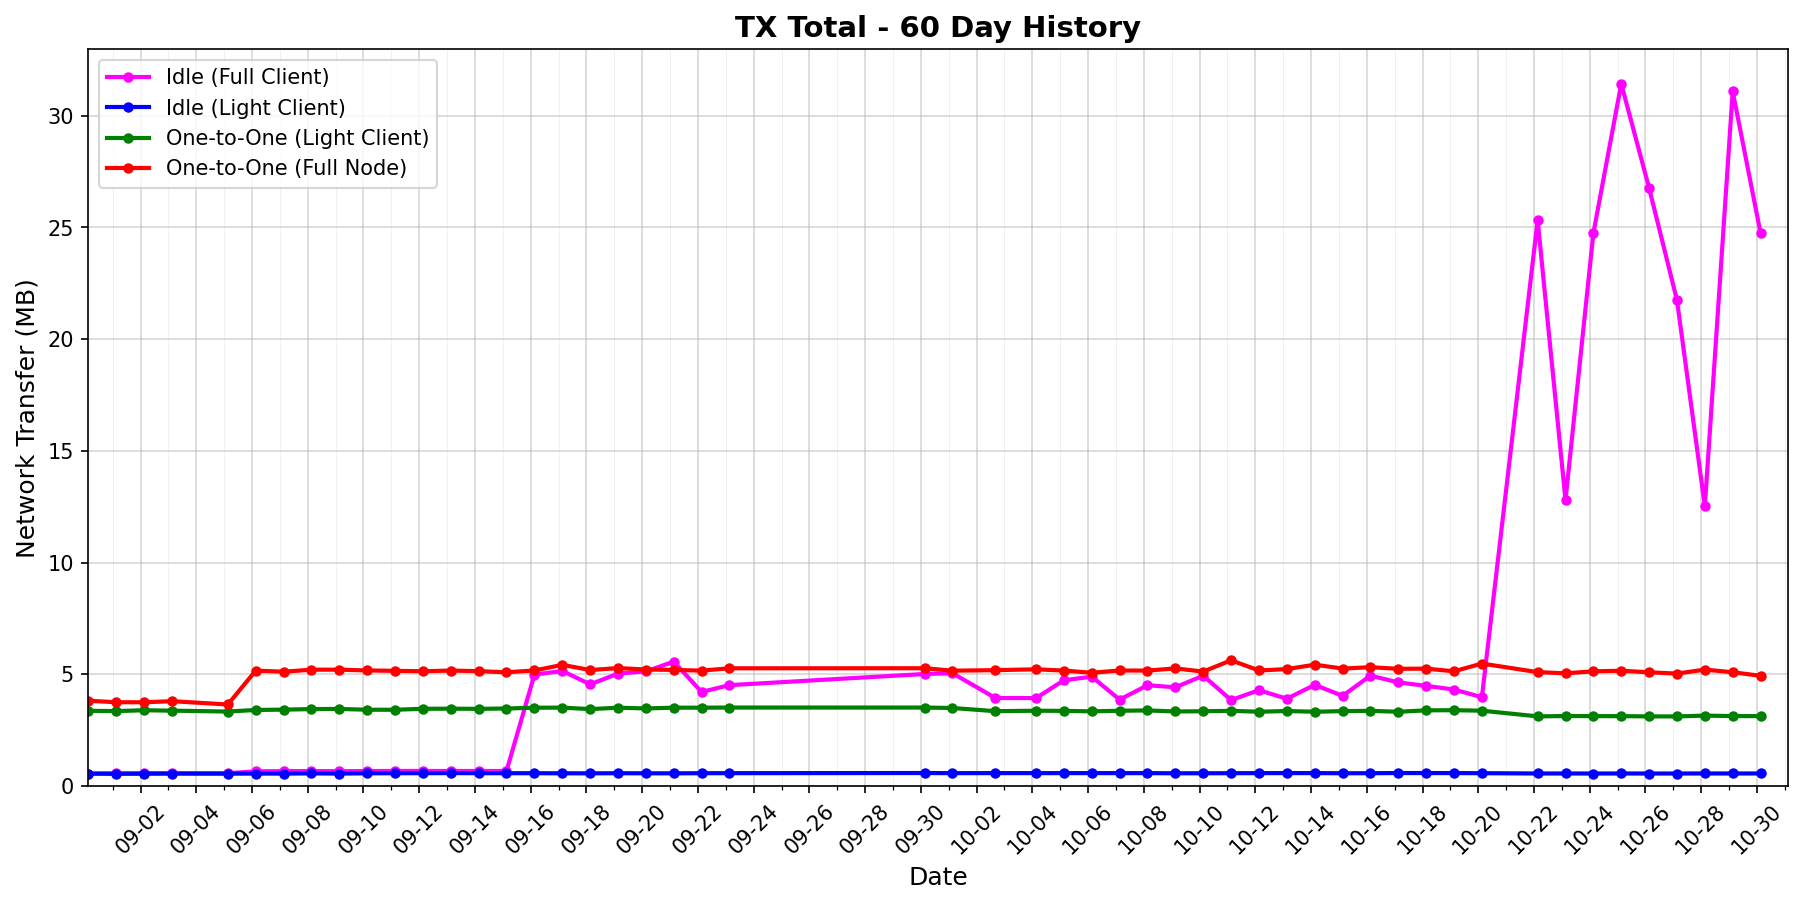 TX Total - 60 Day History
Idle (Full Client)
Idle (Light Client)
One-to-One (Light Client)
One-to-One (Full Node)
Network Transfer (MB)
30
25
20
15
10
5
0
09-02 09-04 09-06 09-08 09-10 09-12 09-14 09-16 09-18 09-20 09-22 09-24 09-26 09-28 09-30 10-02 10-04 10-06 10-08 10-10 10-12 10-14 10-16 10-18 10-20 10-22 10-24 10-26 10-28 10-30
Date